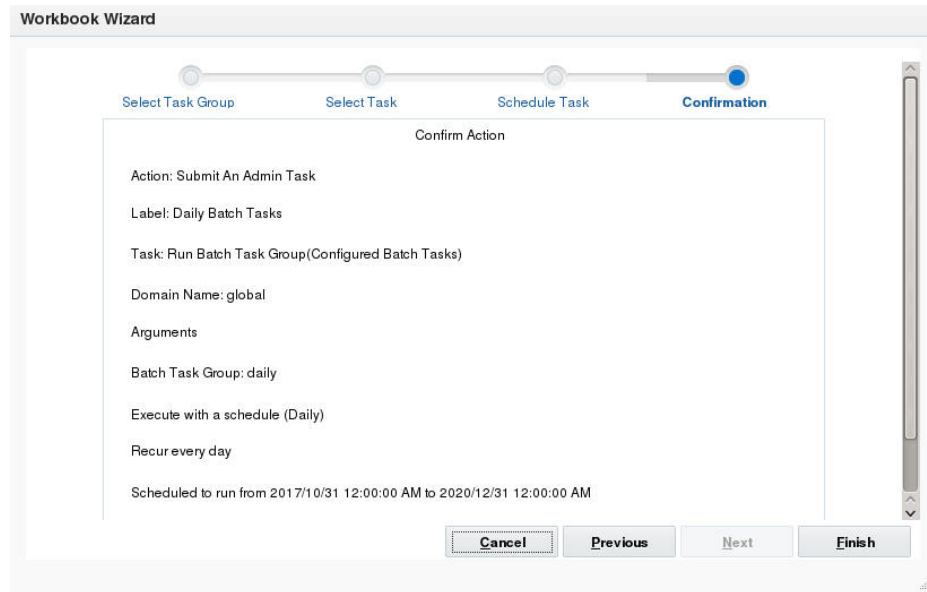 Workbook Wizard
Select Task Group
Select Task
Schedule Task
Confirmation
Confirm Action
Action: Submit An Admin Task
Label: Daily Batch Tasks
Task: Run Batch Task Group(Configured Batch Tasks)
Domain Name: global
Arguments
Batch Task Group: daily
Execute with a schedule (Daily)
Recur every day
Scheduled to run from 2017/10/31 12:00:00 AM to 2020/12/31 12:00:00 AM
Cancel
Previous
Next
Finish